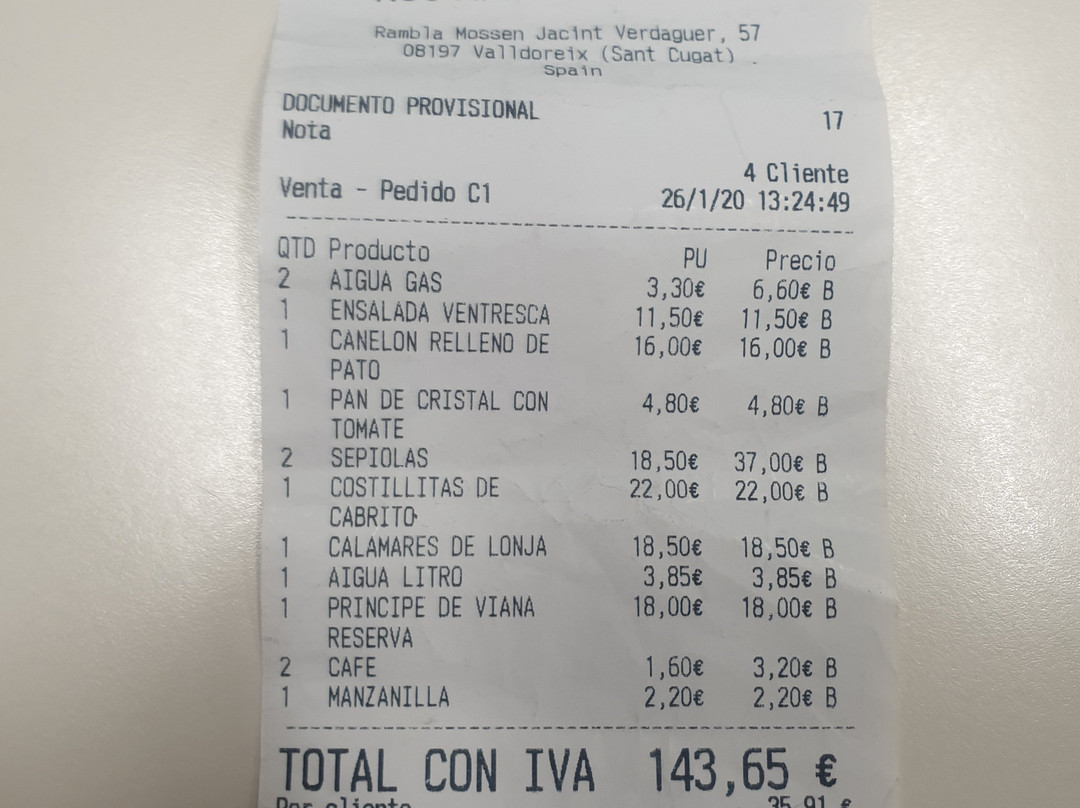 Rambla Mossen Jacint Verdaguer, 57
08197 Valldoreix (Sant Cugat) .
Spain
DOCUMENTO PROVISIONAL
Nota 17
4 Cliente
Venta - Pedido C1 26/1/20 13:24:49
QTD Producto PU Precio
2 AIGUA GAS 3,30€ 6,60€ B
1 ENSALADA VENTRESCA 11,50€ 11,50€ B
1 CANELON RELLENO DE 16,00€ 16,00€ B
PATO
1 PAN DE CRISTAL CON 4,80€ 4,80€ B
TOMATE
2 SEPIOLAS 18,50€ 37,00€ B
1 COSTILLITAS DE 22,00€ 22,00€ B
CABRITO
1 CALAMARES DE LONJA 18,50€ 18,50€ B
1 AIGUA LITRO 3,85€ 3,85€ B
1 PRINCIPE DE VIANA 18,00€ 18,00€ B
RESERVA
2 CAFE 1,60€ 3,20€ B
1 MANZANILLA 2,20€ 2,20€ B
TOTAL CON IVA 143,65 €
Por cliente 35,91 €